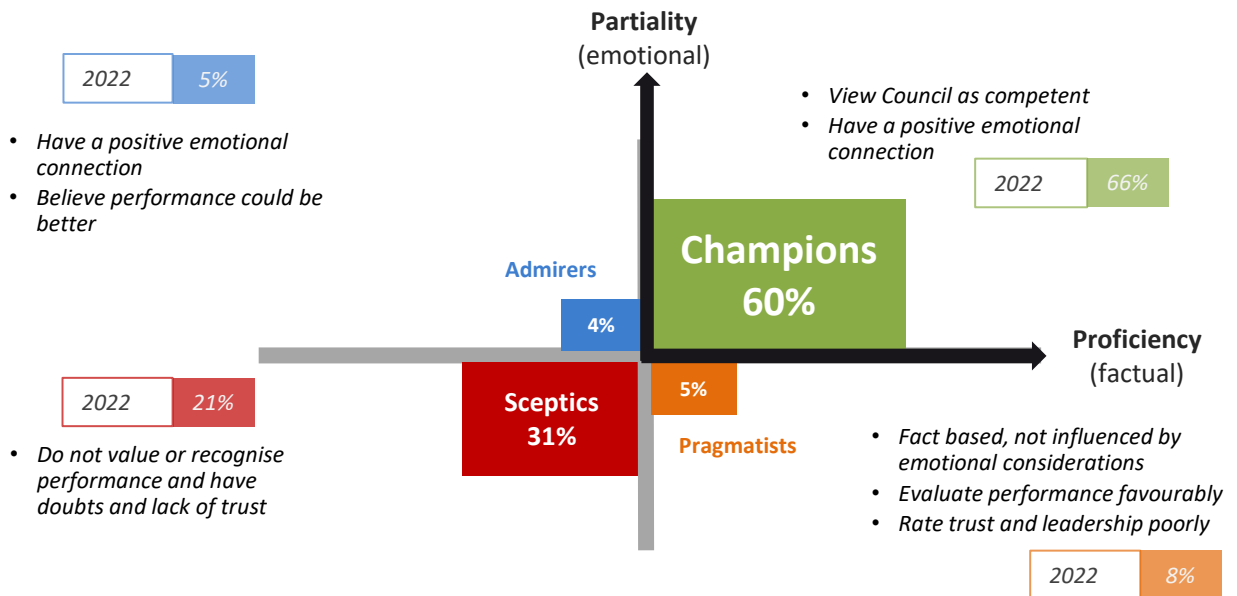 Partiality
(emotional)
2022 5%
• Have a positive emotional
connection
• Believe performance could be
better
• View Council as competent
• Have a positive emotional
connection
2022 66%
Champions
60%
Admirers
4%
Proficiency
(factual)
2022 21%
• Do not value or recognise
performance and have
doubts and lack of trust
Sceptics
31%
5%
Pragmatists
• Fact based, not influenced by
emotional considerations
• Evaluate performance favourably
• Rate trust and leadership poorly
2022 8%